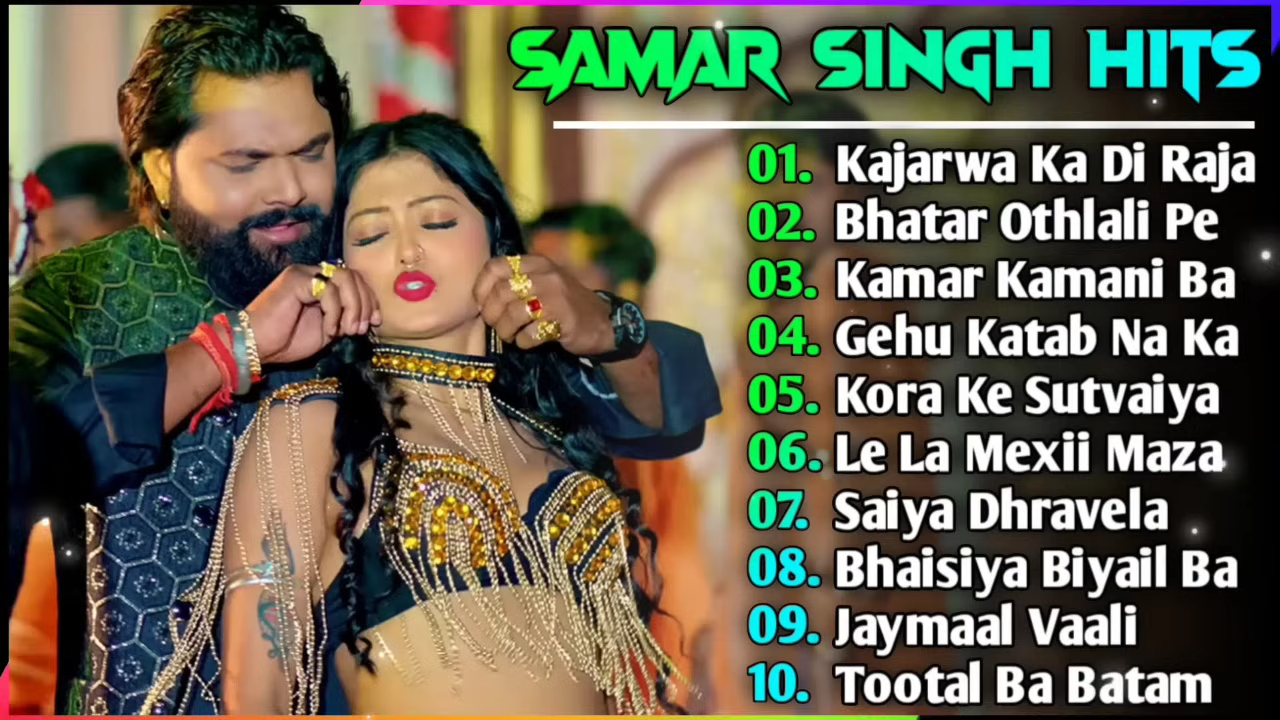 SAMAR SINGH HITS
01. Kajarwa Ka Di Raja
02. Bhatar Othlali Pe
03. Kamar Kamani Ba
04. Gehu Katab Na Ka
05. Kora Ke Sutvaiya
06. Le La Mexii Maza
07. Saiya Dhravela
08. Bhaisiya Biyail Ba
09. Jaymaal Vaali
10. Tootal Ba Batam